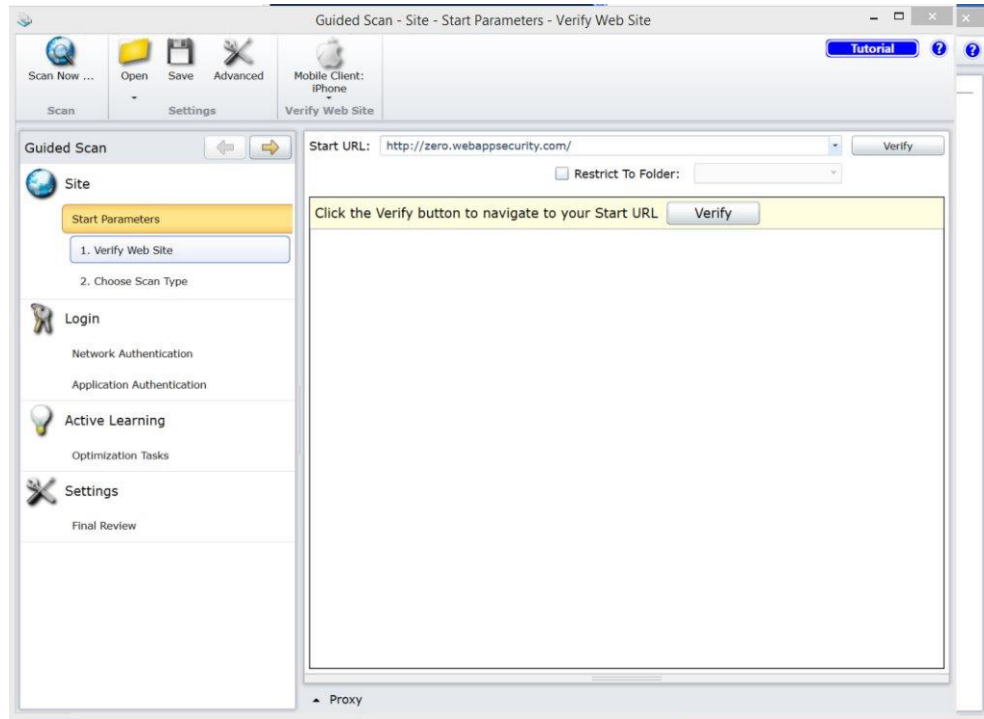 Guided Scan - Site - Start Parameters - Verify Web Site
Tutorial
Scan Now ...
Open
Save
Advanced
Mobile Client:
iPhone
Scan
Settings
Verify Web Site
Guided Scan
Start URL: http://zero.webappsecurity.com/ Verify
Restrict To Folder:
Click the Verify button to navigate to your Start URL Verify
Site
Start Parameters
1. Verify Web Site
2. Choose Scan Type
Login
Network Authentication
Application Authentication
Active Learning
Optimization Tasks
Settings
Final Review
Proxy